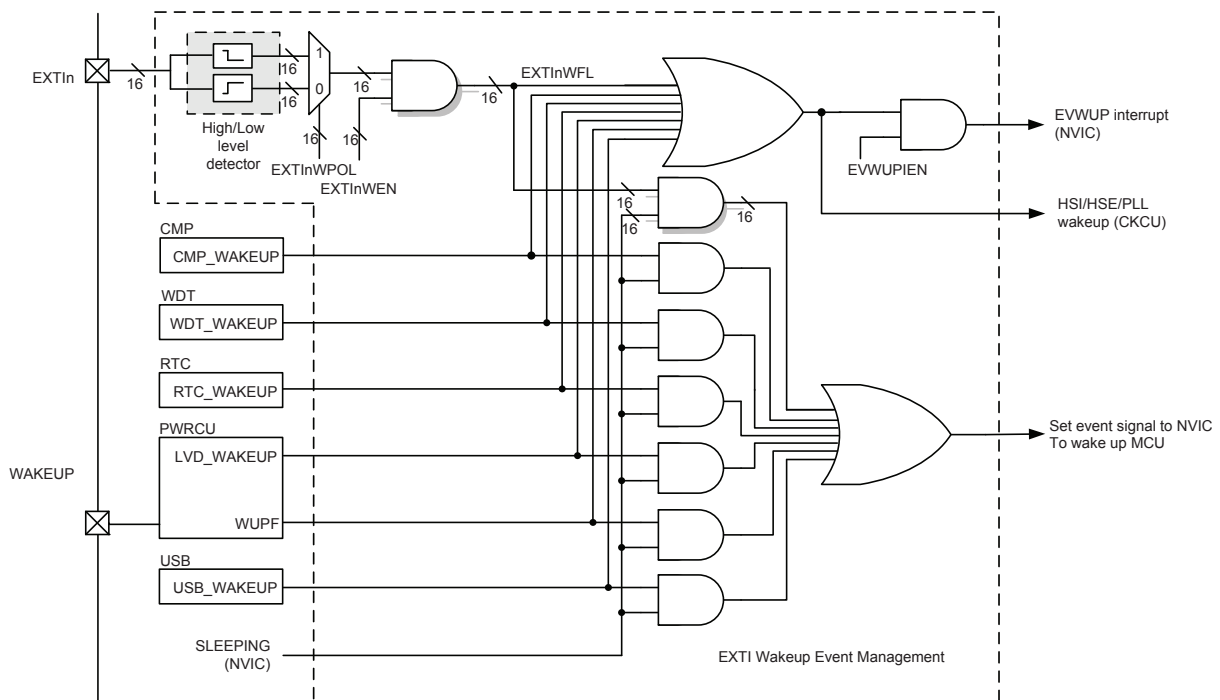 EXTIn
16
16
16
1
0
High/Low
level
detector
16
EXTInWPOL
16
16
EXTInWEN
16
EXTInWFL
EVWUPIEN
EVWUP interrupt
(NVIC)
16
16
16
HSI/HSE/PLL
wakeup (CKCU)
CMP
CMP_WAKEUP
WDT
WDT_WAKEUP
RTC
RTC_WAKEUP
PWRCU
LVD_WAKEUP
WUPF
WAKEUP
USB
USB_WAKEUP
SLEEPING
(NVIC)
Set event signal to NVIC
To wake up MCU
EXTI Wakeup Event Management